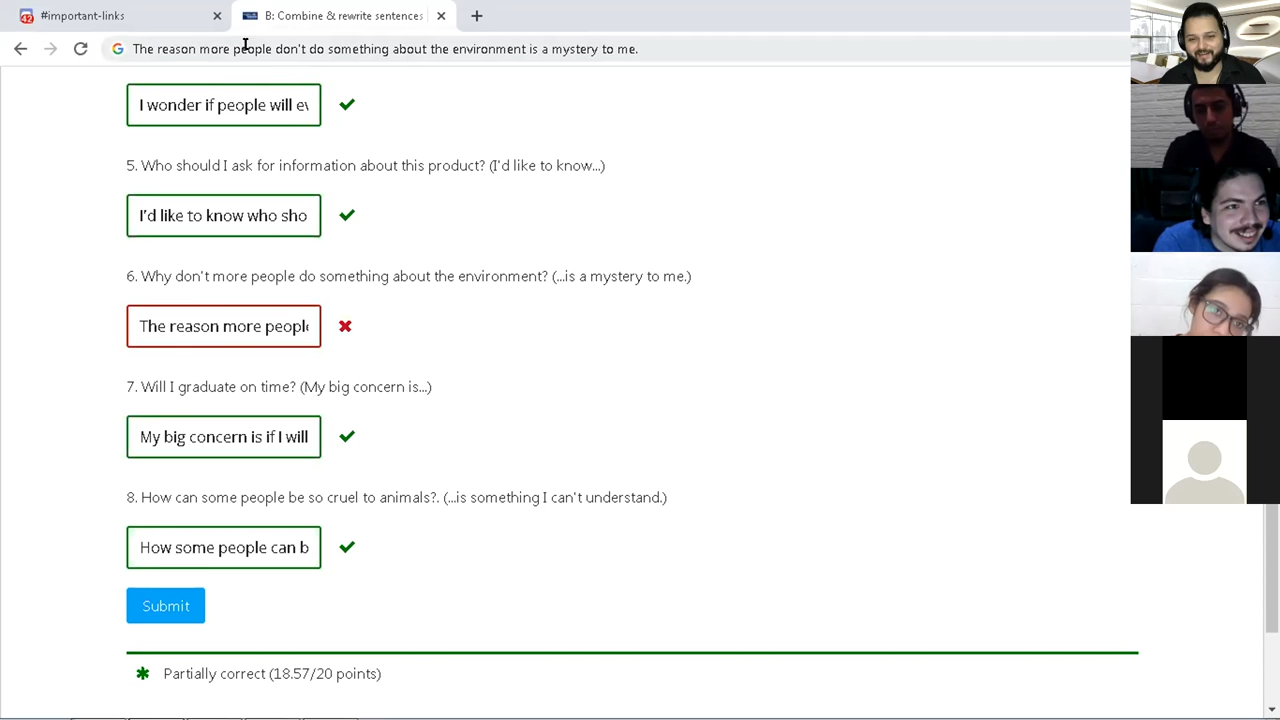 #important-links
B: Combine & rewrite sentences
The reason more people don't do something about the environment is a mystery to me.
I wonder if people will ev
5. Who should I ask for information about this product? (I'd like to know...)
I'd like to know who sho
6. Why don't more people do something about the environment? (...is a mystery to me.)
The reason more people
7. Will I graduate on time? (My big concern is...)
My big concern is if I will
8. How can some people be so cruel to animals?. (...is something I can't understand.)
How some people can b
Submit
Partially correct (18.57/20 points)